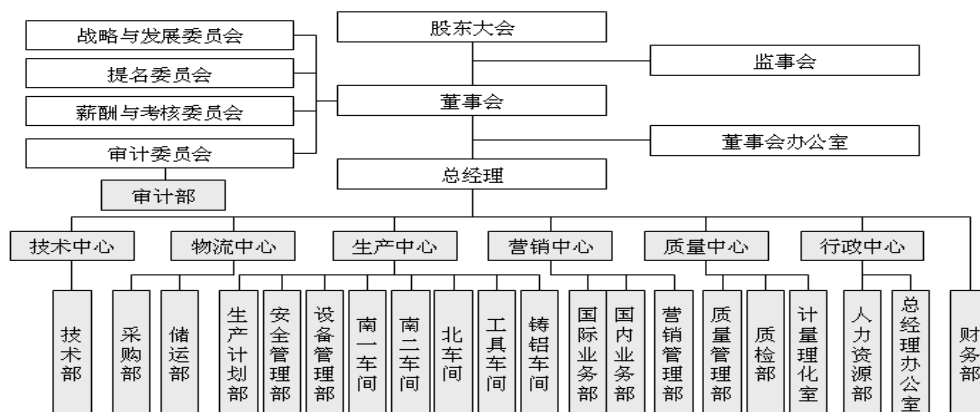 战略与发展委员会
提名委员会
薪酬与考核委员会
审计委员会
审计部
股东大会
监事会
董事会
董事会办公室
总经理
技术中心
物流中心
生产中心
营销中心
质量中心
行政中心
技术部
采购部
储运部
生产计划部
安全管理部
设备管理部
南一车间
南二车间
北车间
工具车间
铸铝车间
国际业务部
国内业务部
营销管理部
质量管理部
质检部
计量理化室
人力资源部
总经理办公室
财务部